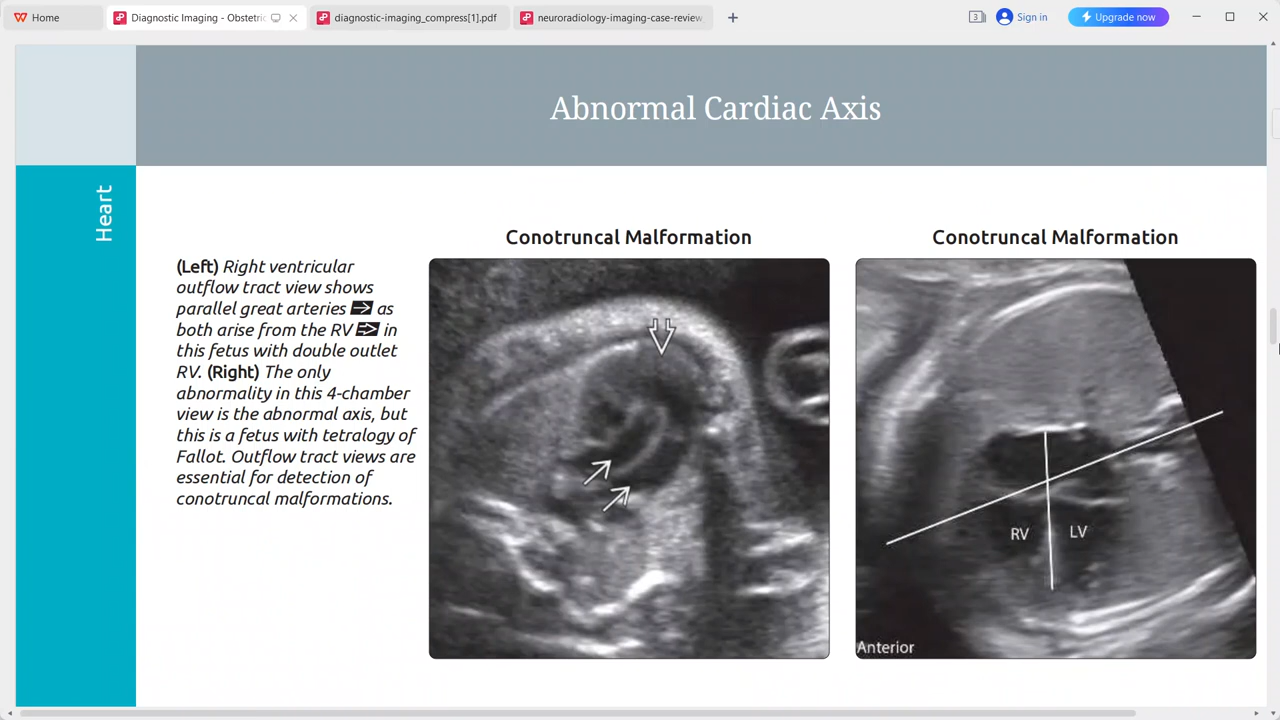 Home
Diagnostic Imaging - Obstetric
diagnostic-imaging_compress[1].pdf
neuroradiology-imaging-case-review
3
Sign in
Upgrade now
Abnormal Cardiac Axis
Heart
(Left) Right ventricular
outflow tract view shows
parallel great arteries as
both arise from the RV in
this fetus with double outlet
RV. (Right) The only
abnormality in this 4-chamber
view is the abnormal axis, but
this is a fetus with tetralogy of
Fallot. Outflow tract views are
essential for detection of
conotruncal malformations.
Conotruncal Malformation
Conotruncal Malformation
RV
LV
Anterior